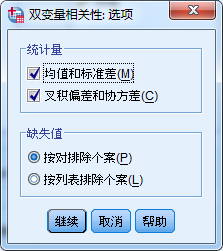 双变量相关性: 选项
统计量
均值和标准差(M)
叉积偏差和协方差(C)
缺失值
按对排除个案(P)
按列表排除个案(L)
继续 取消 帮助